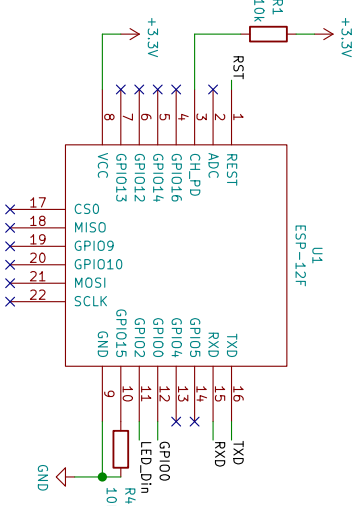 +3.3V
R1
10k
+3.3V
RST
8
7
6
5
4
3
2
1
VCC
GPIO13
GPIO12
GPIO14
GPIO16
CH_PD
ADC
REST
U1
ESP-12F
17 CS0
18 MISO
19 GPIO9
20 GPIO10
21 MOSI
22 SCLK
GND
GPIO15
GPIO2
GPIO0
GPIO4
GPIO5
RXD
TXD
9
10
11
12
13
14
15
16
LED_Din
GPIO0
RXD
TXD
GND
R4
10